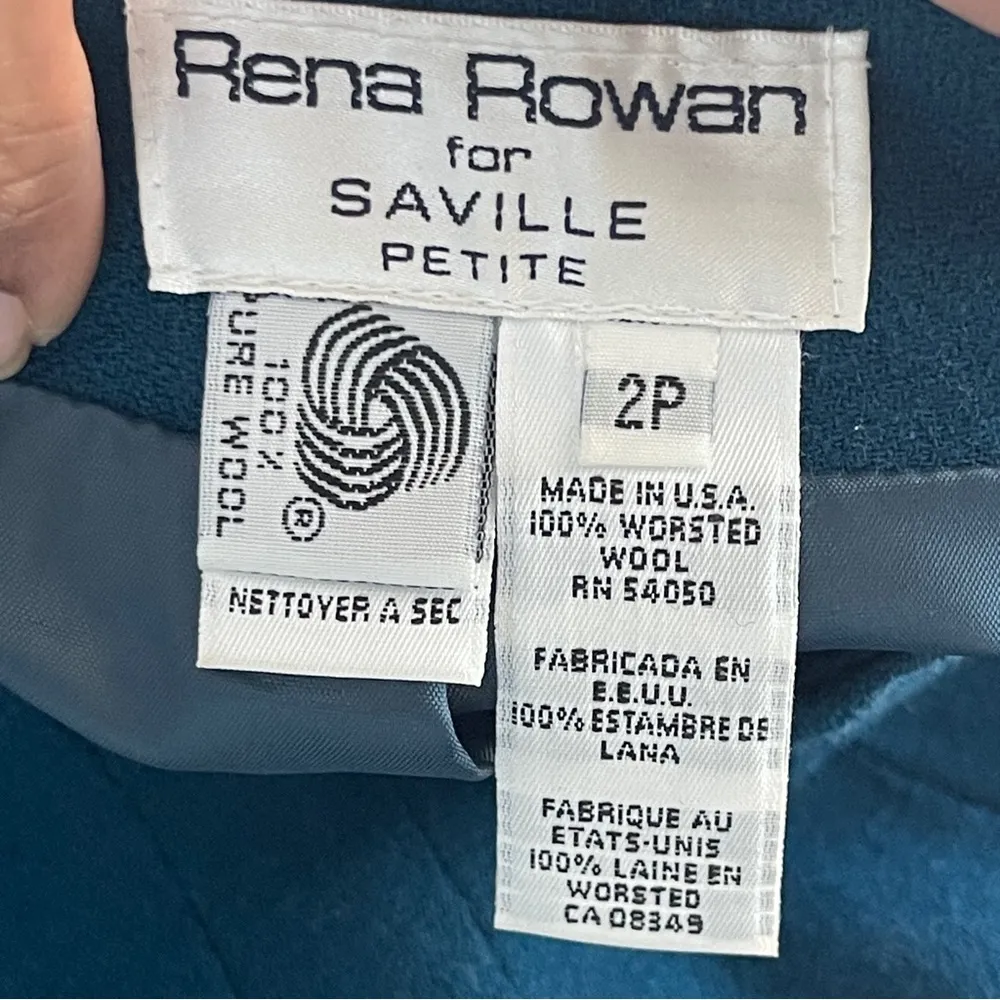 Rena Rowan
for
SAVILLE
PETITE
PURE WOOL
100%
®
NETTOYER A SEC
2P
MADE IN U.S.A.
100% WORSTED
WOOL
RN 54050
FABRICADA EN
E.E.U.U.
100% ESTAMBRE DE
LANA
FABRIQUE AU
ETATS-UNIS
100% LAINE EN
WORSTED
CA 08349